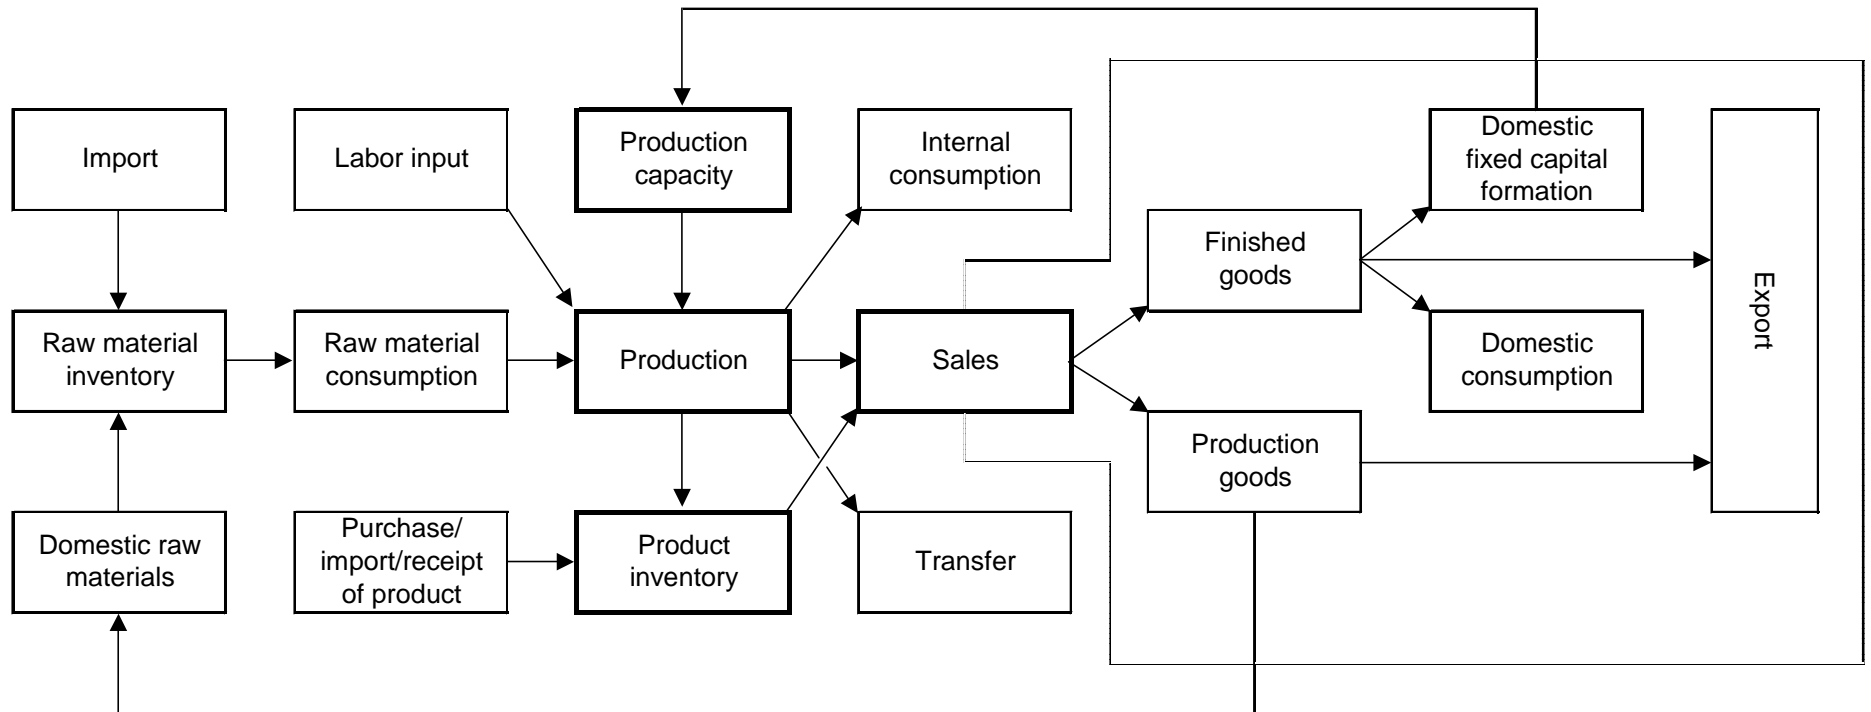 Import
Labor input
Production
capacity
Internal
consumption
Domestic
fixed capital
formation
Finished
goods
Export
Raw material
inventory
Raw material
consumption
Production
Sales
Domestic
consumption
Production
goods
Domestic raw
materials
Purchase/
import/receipt
of product
Product
inventory
Transfer